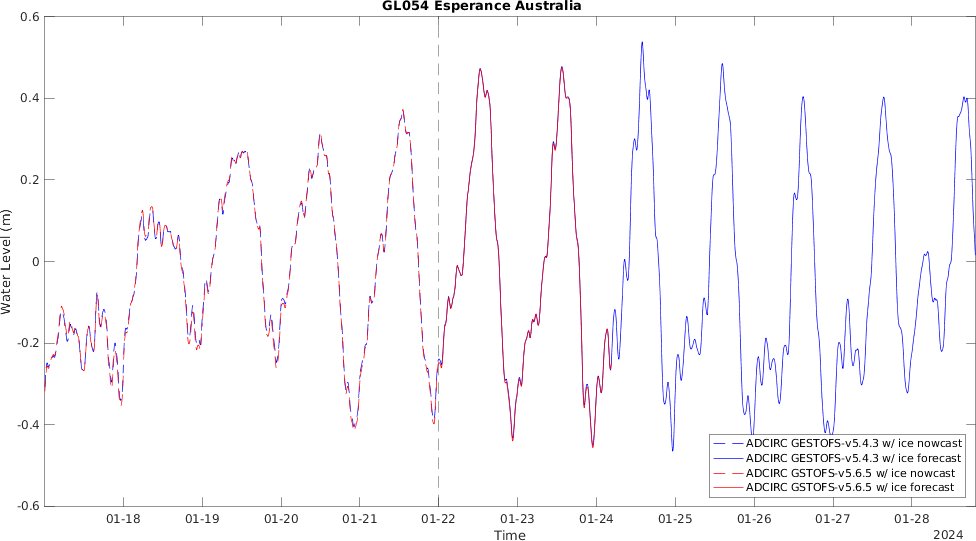 GL054 Esperance Australia
0.6
0.4
0.2
0
-0.2
-0.4
-0.6
Water Level (m)
ADCIRC GESTOFS-v5.4.3 w/ ice nowcast
ADCIRC GESTOFS-v5.4.3 w/ ice forecast
ADCIRC GSTOFS-v5.6.5 w/ ice nowcast
ADCIRC GSTOFS-v5.6.5 w/ ice forecast
01-18 01-19 01-20 01-21 01-22 01-23 01-24 01-25 01-26 01-27 01-28
Time
2024